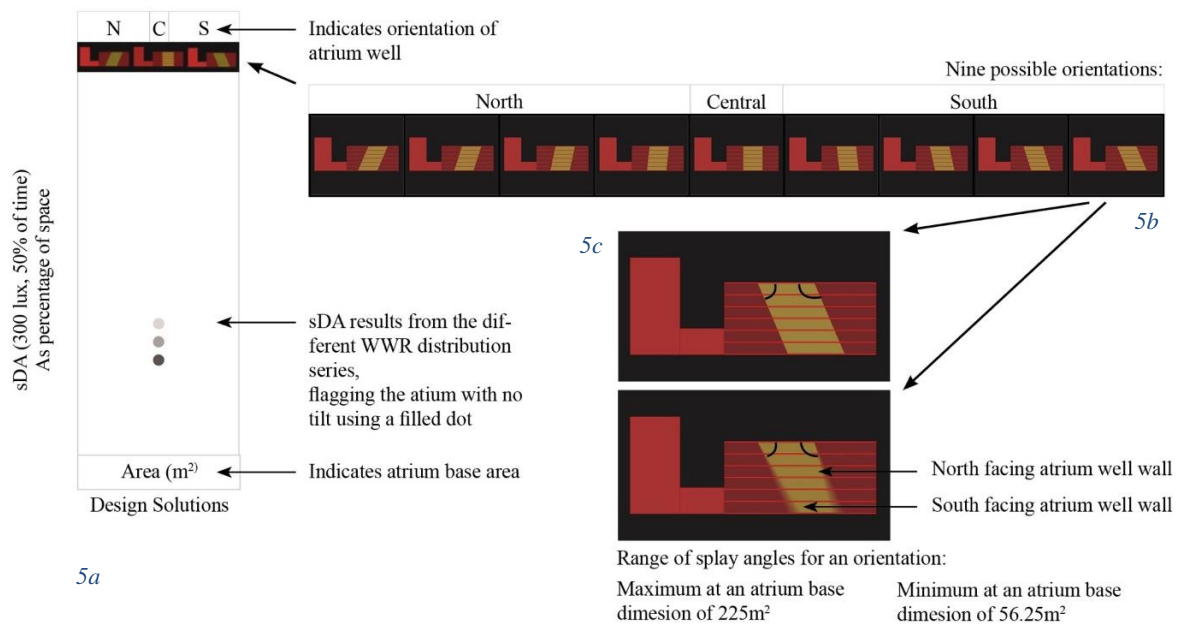 N C S
Indicates orientation of
atrium well
Nine possible orientations:
North Central South
5b
5c
sDA (300 lux, 50% of time)
As percentage of space
sDA results from the dif-
ferent WWR distribution
series,
flagging the atium with no
tilt using a filled dot
Area (m²)
Indicates atrium base area
Design Solutions
North facing atrium well wall
South facing atrium well wall
5a
Range of splay angles for an orientation:
Maximum at an atrium base
dimesion of 225m²
Minimum at an atrium base
dimesion of 56.25m²